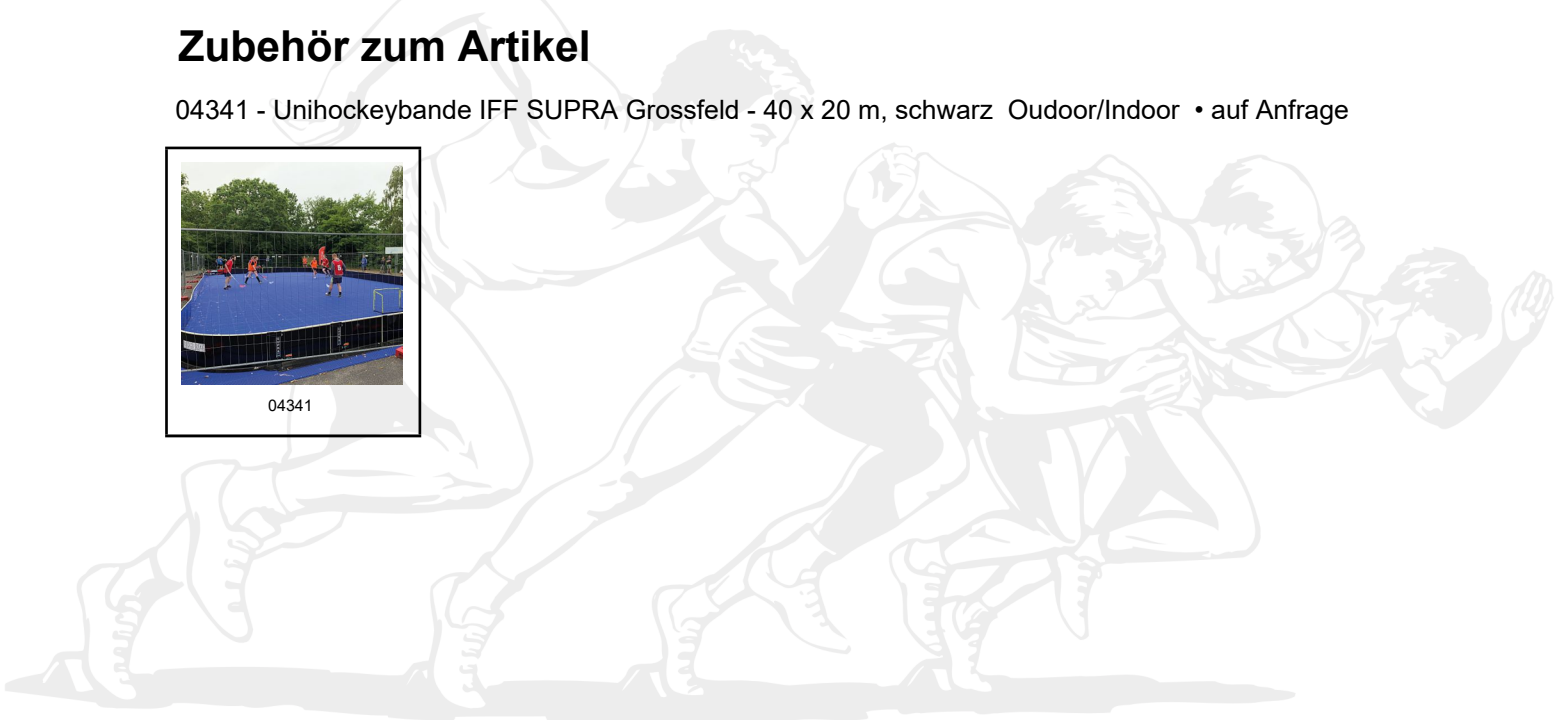 Zubehör zum Artikel
04341 - Unihockeybande IFF SUPRA Grossfeld - 40 x 20 m, schwarz Oudoor/Indoor • auf Anfrage
04341